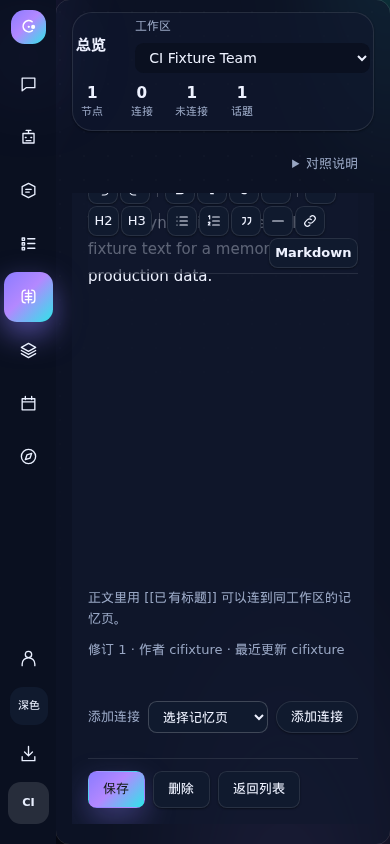 工作区
总览
CI Fixture Team
1
0
1
1
节点
连接
未连接
话题
▶ 对照说明
H2
H3
fixture text for a memor
Markdown
production data.
正文里用 [[已有标题]] 可以连到同工作区的记
忆页。
修订 1 · 作者 cifixture · 最近更新 cifixture
深色
添加连接
选择记忆页
添加连接
保存
删除
返回列表
CI